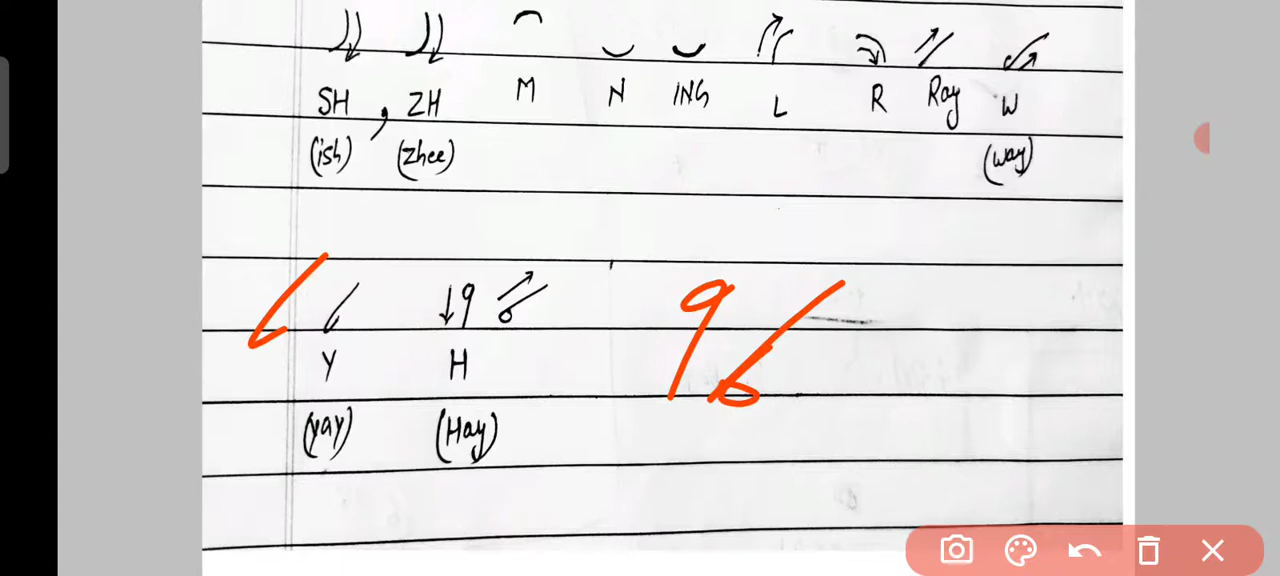 SH , ZH M N ING L R Ray W
(ish) (zhee) (way)
Y H
(yay) (Hay)